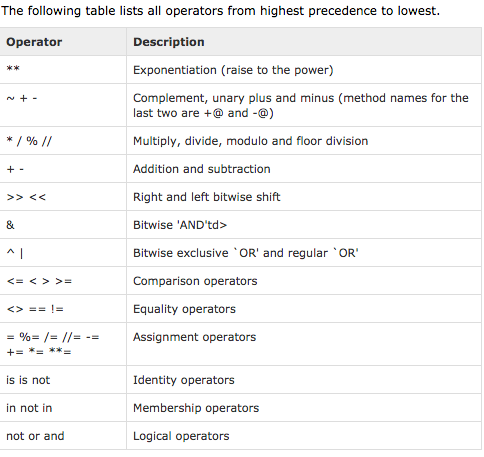 The following table lists all operators from highest precedence to lowest.
Operator Description
** Exponentiation (raise to the power)
~ + - Complement, unary plus and minus (method names for the
last two are +@ and -@)
* / % // Multiply, divide, modulo and floor division
+ - Addition and subtraction
>> << Right and left bitwise shift
& Bitwise 'AND'td>
^ | Bitwise exclusive `OR' and regular `OR'
<= < > >= Comparison operators
<> == != Equality operators
= %= /= //= -= Assignment operators
+= *= **=
is is not Identity operators
in not in Membership operators
not or and Logical operators